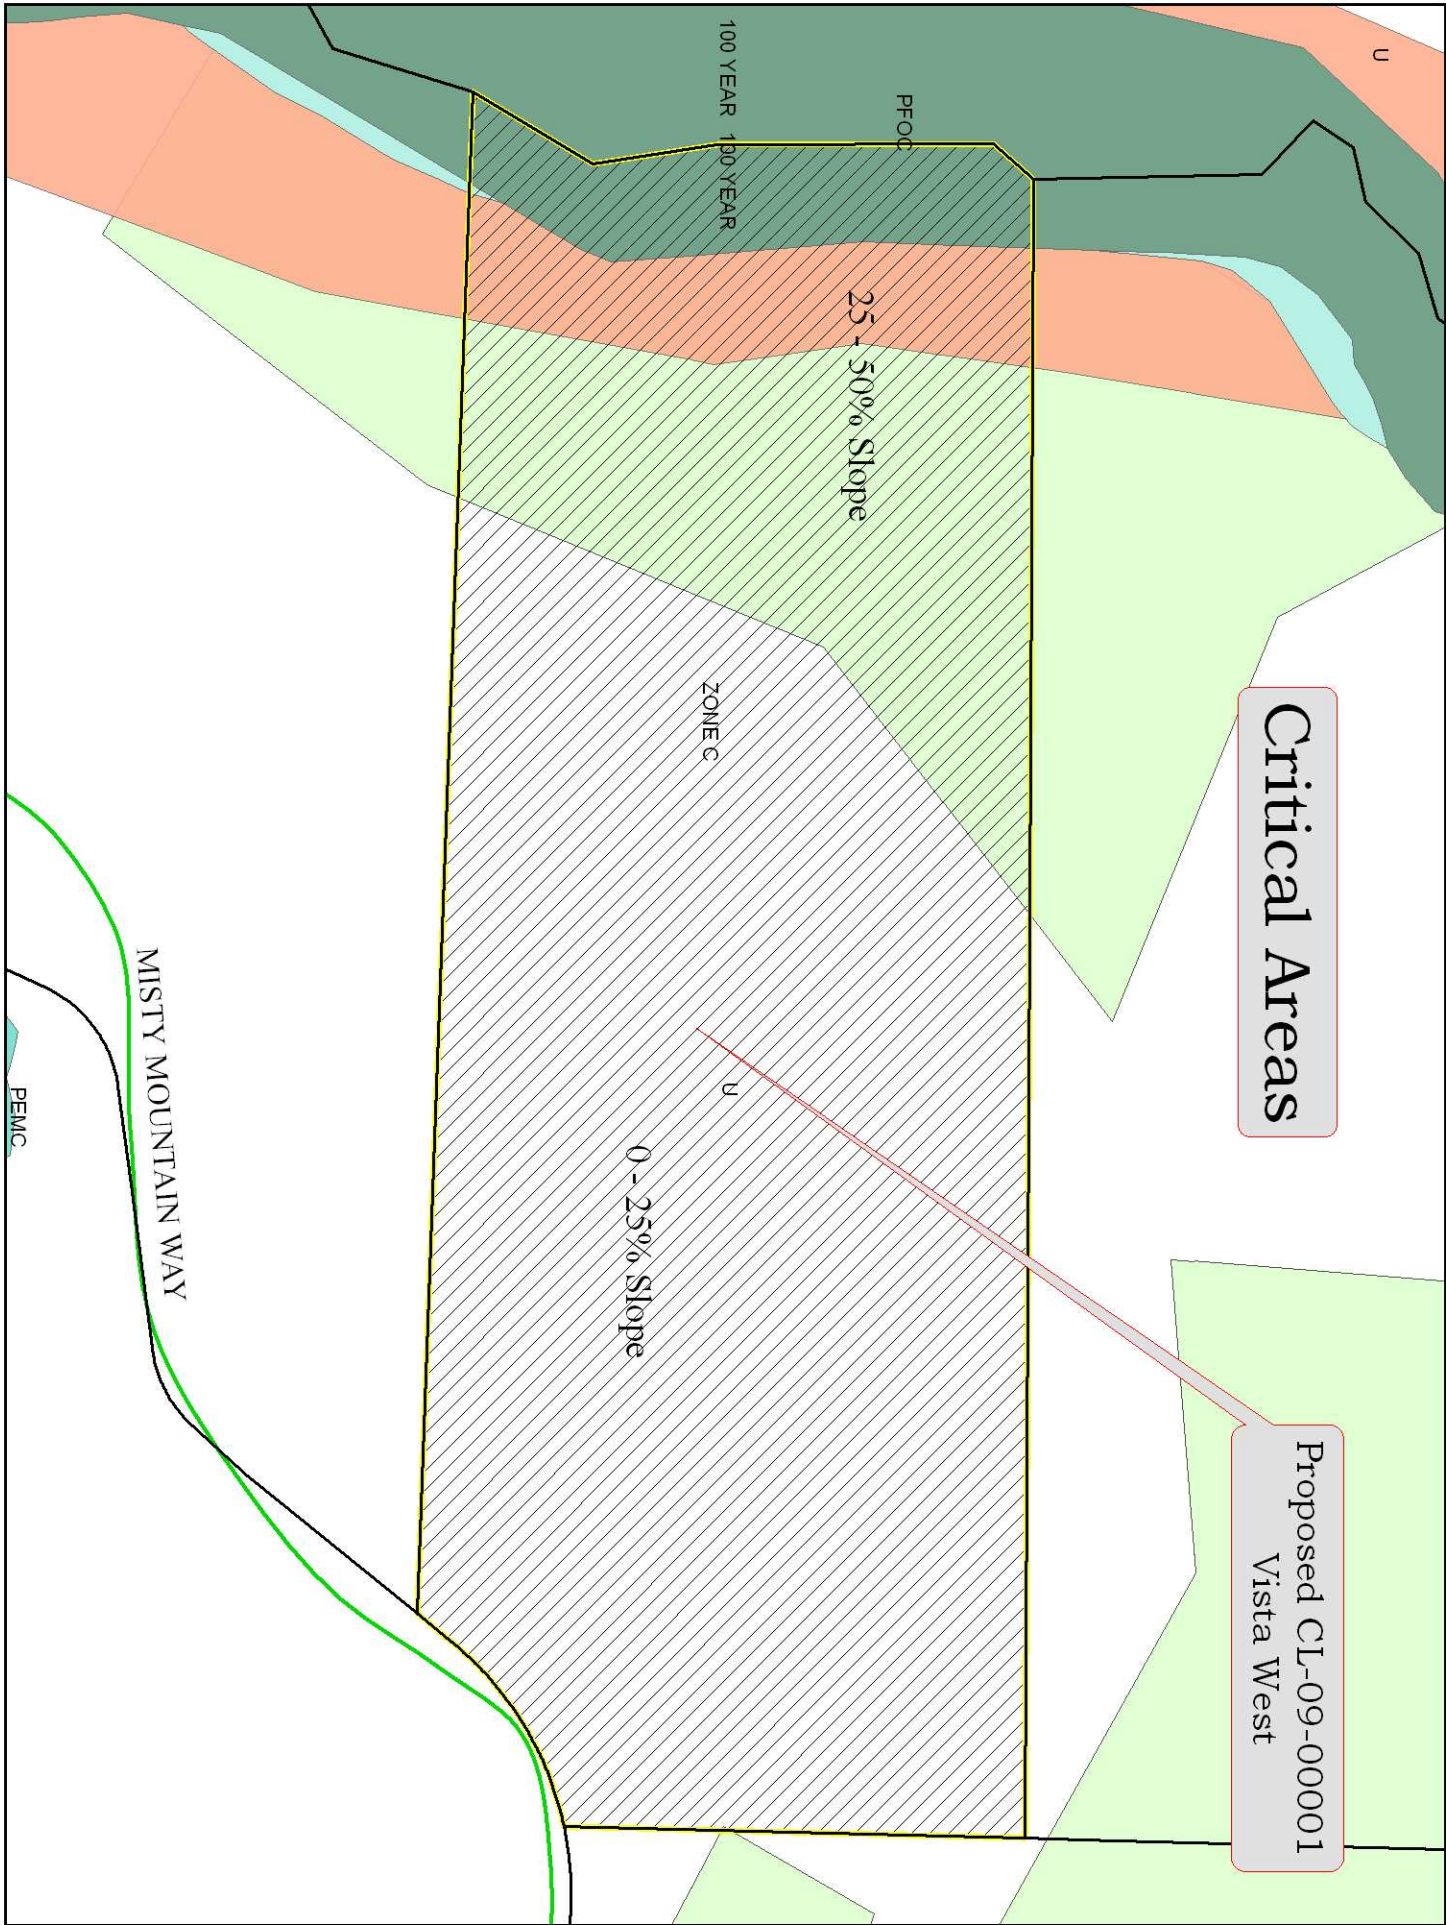 Critical Areas
Proposed CL-09-00001
Vista West
U
PFOC
100 YEAR
100 YEAR
25 - 50% Slope
ZONE C
U
0 - 25% Slope
MISTY MOUNTAIN WAY
PEMC